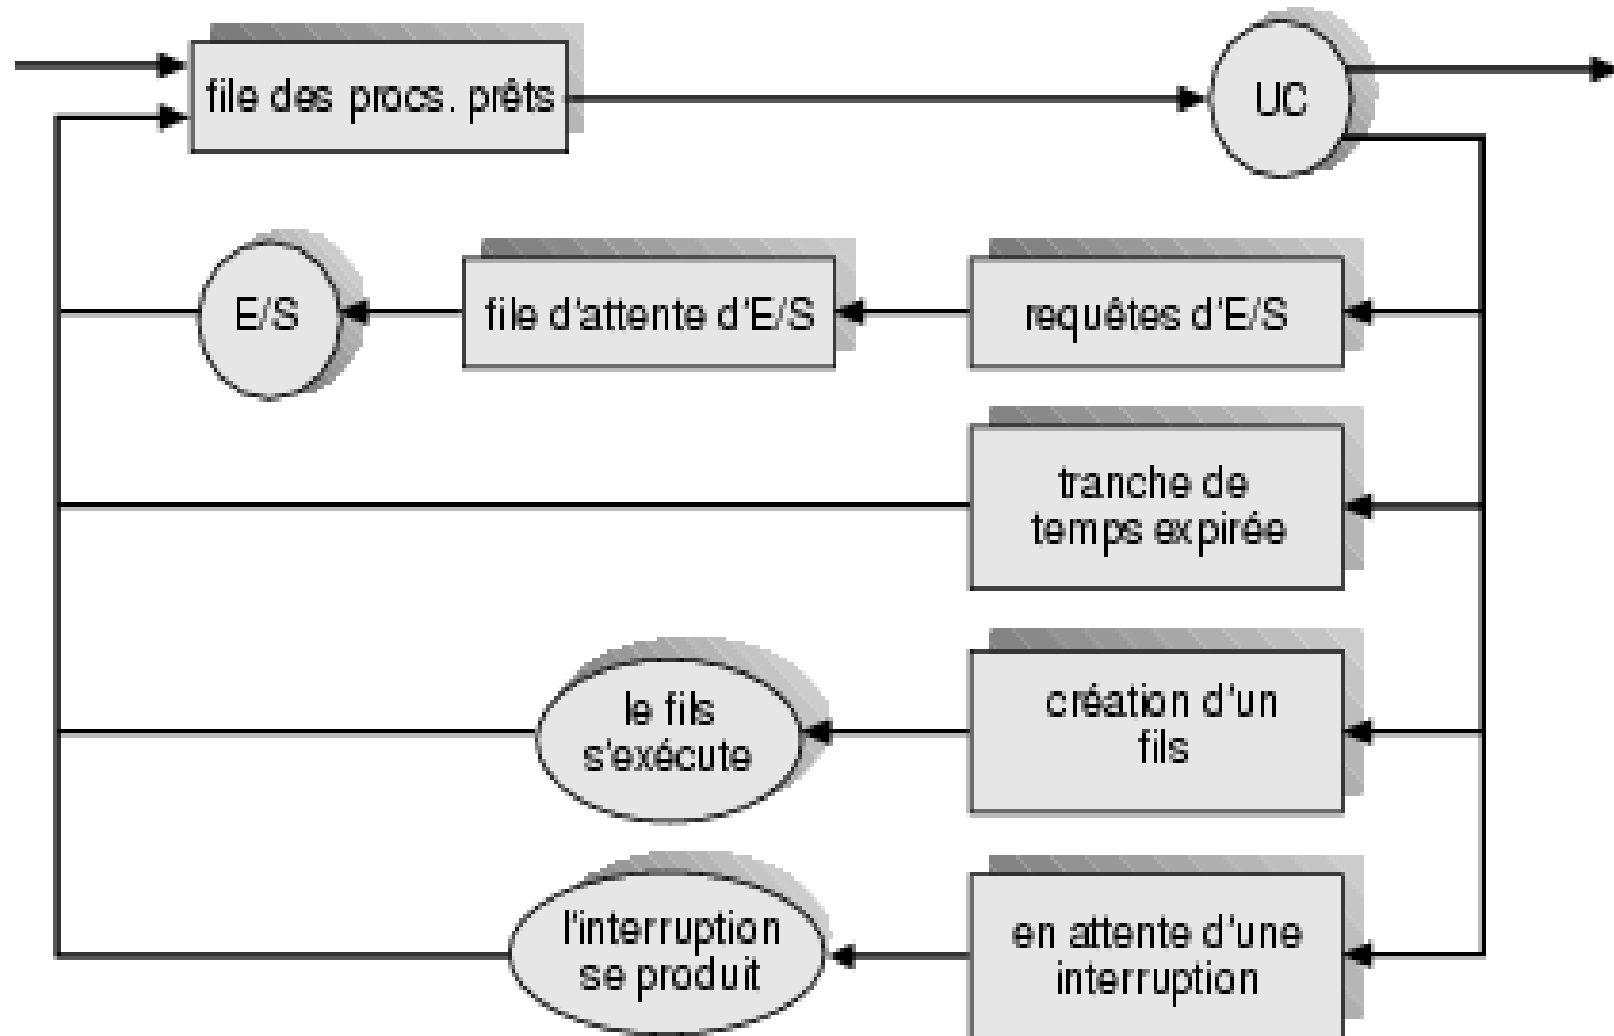 file des procs. prêts
UC
E/S
file d'attente d'E/S
requêtes d'E/S
tranche de
temps expirée
le fils
s'exécute
création d'un
fils
l'interruption
se produit
en attente d'une
interruption